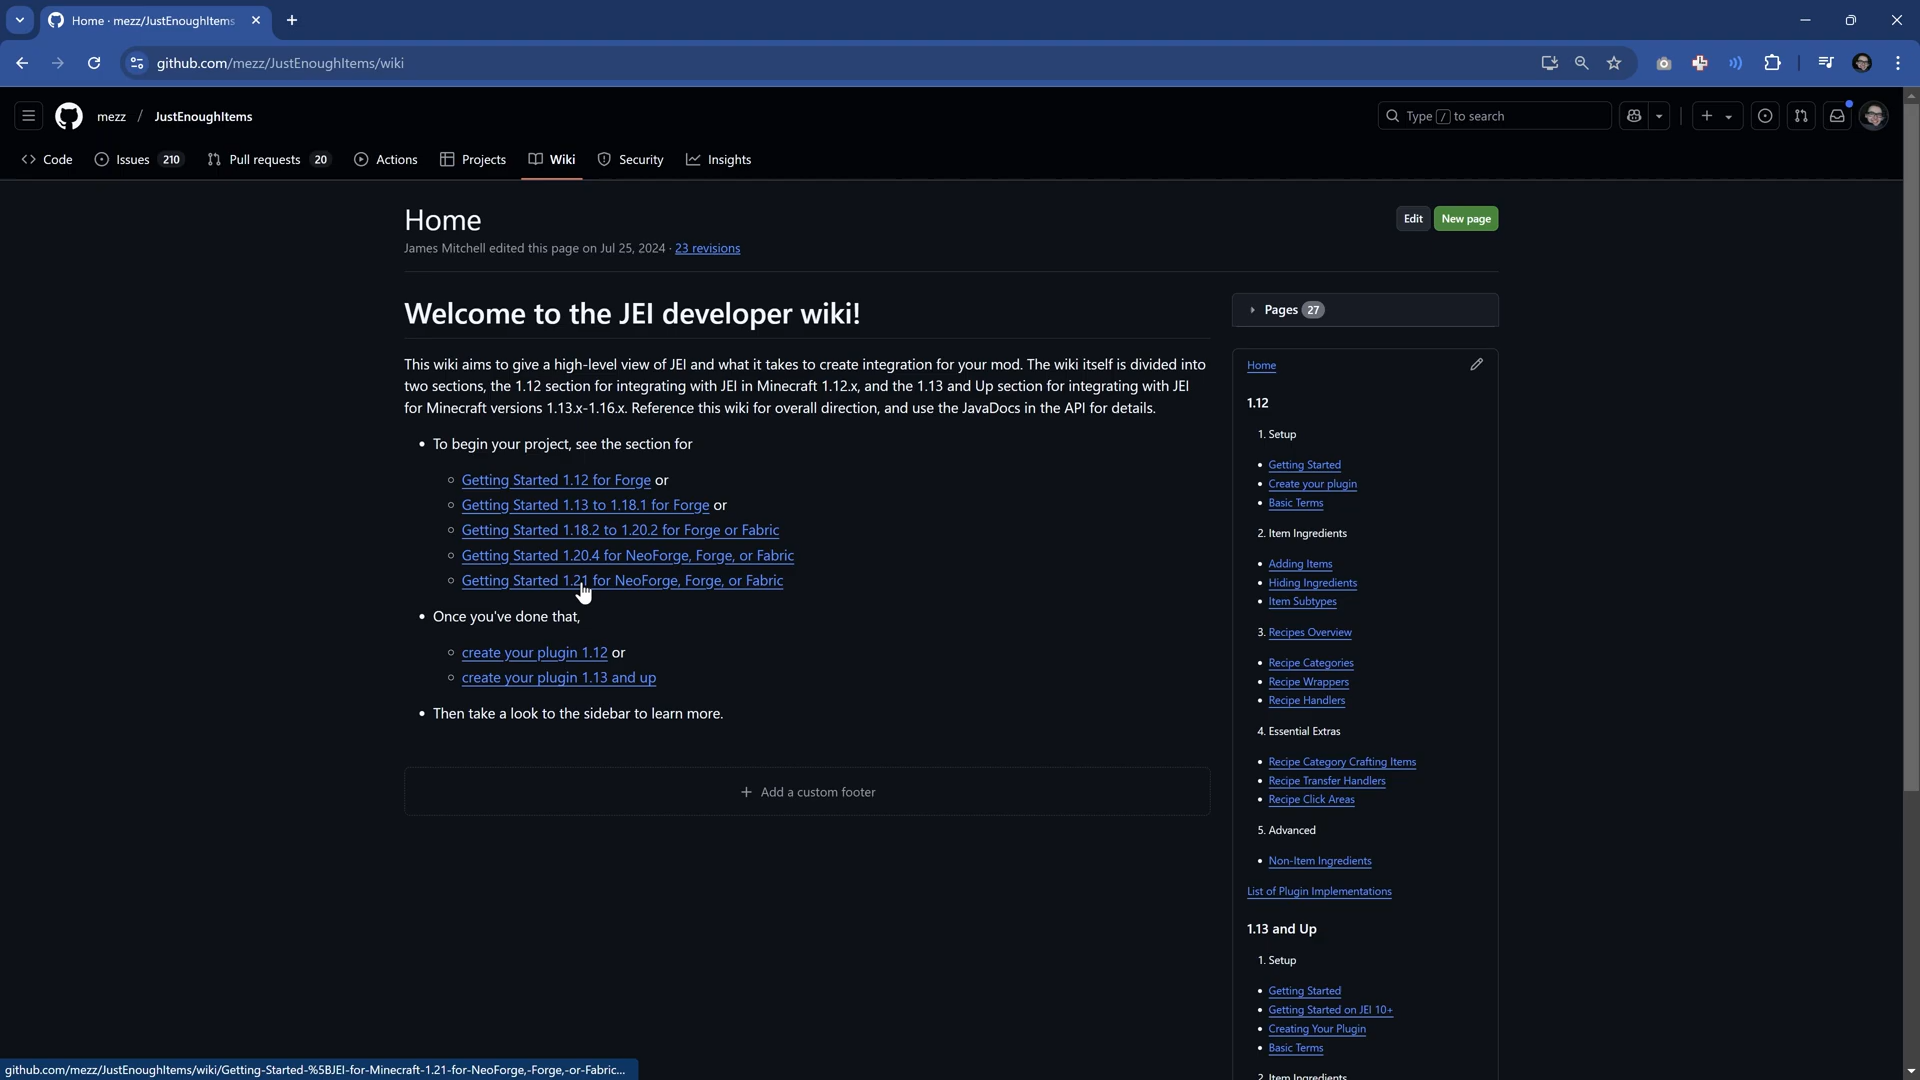 Home · mezz/JustEnoughItems
github.com/mezz/JustEnoughItems/wiki
mezz / JustEnoughItems
Type / to search
Code
Issues 210
Pull requests 20
Actions
Projects
Wiki
Security
Insights
Home
Edit
New page
James Mitchell edited this page on Jul 25, 2024 · 23 revisions
Welcome to the JEI developer wiki!
This wiki aims to give a high-level view of JEI and what it takes to create integration for your mod. The wiki itself is divided into
two sections, the 1.12 section for integrating with JEI in Minecraft 1.12.x, and the 1.13 and Up section for integrating with JEI
for Minecraft versions 1.13.x-1.16.x. Reference this wiki for overall direction, and use the JavaDocs in the API for details.
• To begin your project, see the section for
Getting Started 1.12 for Forge or
Getting Started 1.13 to 1.18.1 for Forge or
Getting Started 1.18.2 to 1.20.2 for Forge or Fabric
Getting Started 1.20.4 for NeoForge, Forge, or Fabric
Getting Started 1.21 for NeoForge, Forge, or Fabric
• Once you've done that,
create your plugin 1.12 or
create your plugin 1.13 and up
• Then take a look to the sidebar to learn more.
+ Add a custom footer
Pages 27
Home
1.12
1. Setup
• Getting Started
• Create your plugin
• Basic Terms
2. Item Ingredients
• Adding Items
• Hiding Ingredients
• Item Subtypes
3. Recipes Overview
• Recipe Categories
• Recipe Wrappers
• Recipe Handlers
4. Essential Extras
• Recipe Category Crafting Items
• Recipe Transfer Handlers
• Recipe Click Areas
5. Advanced
• Non-Item Ingredients
List of Plugin Implementations
1.13 and Up
1. Setup
• Getting Started
• Getting Started on JEI 10+
• Creating Your Plugin
• Basic Terms
2. Item Ingredients
github.com/mezz/JustEnoughItems/wiki/Getting-Started-%5BJEI-for-Minecraft-1.21-for-NeoForge,-Forge,-or-Fabric...